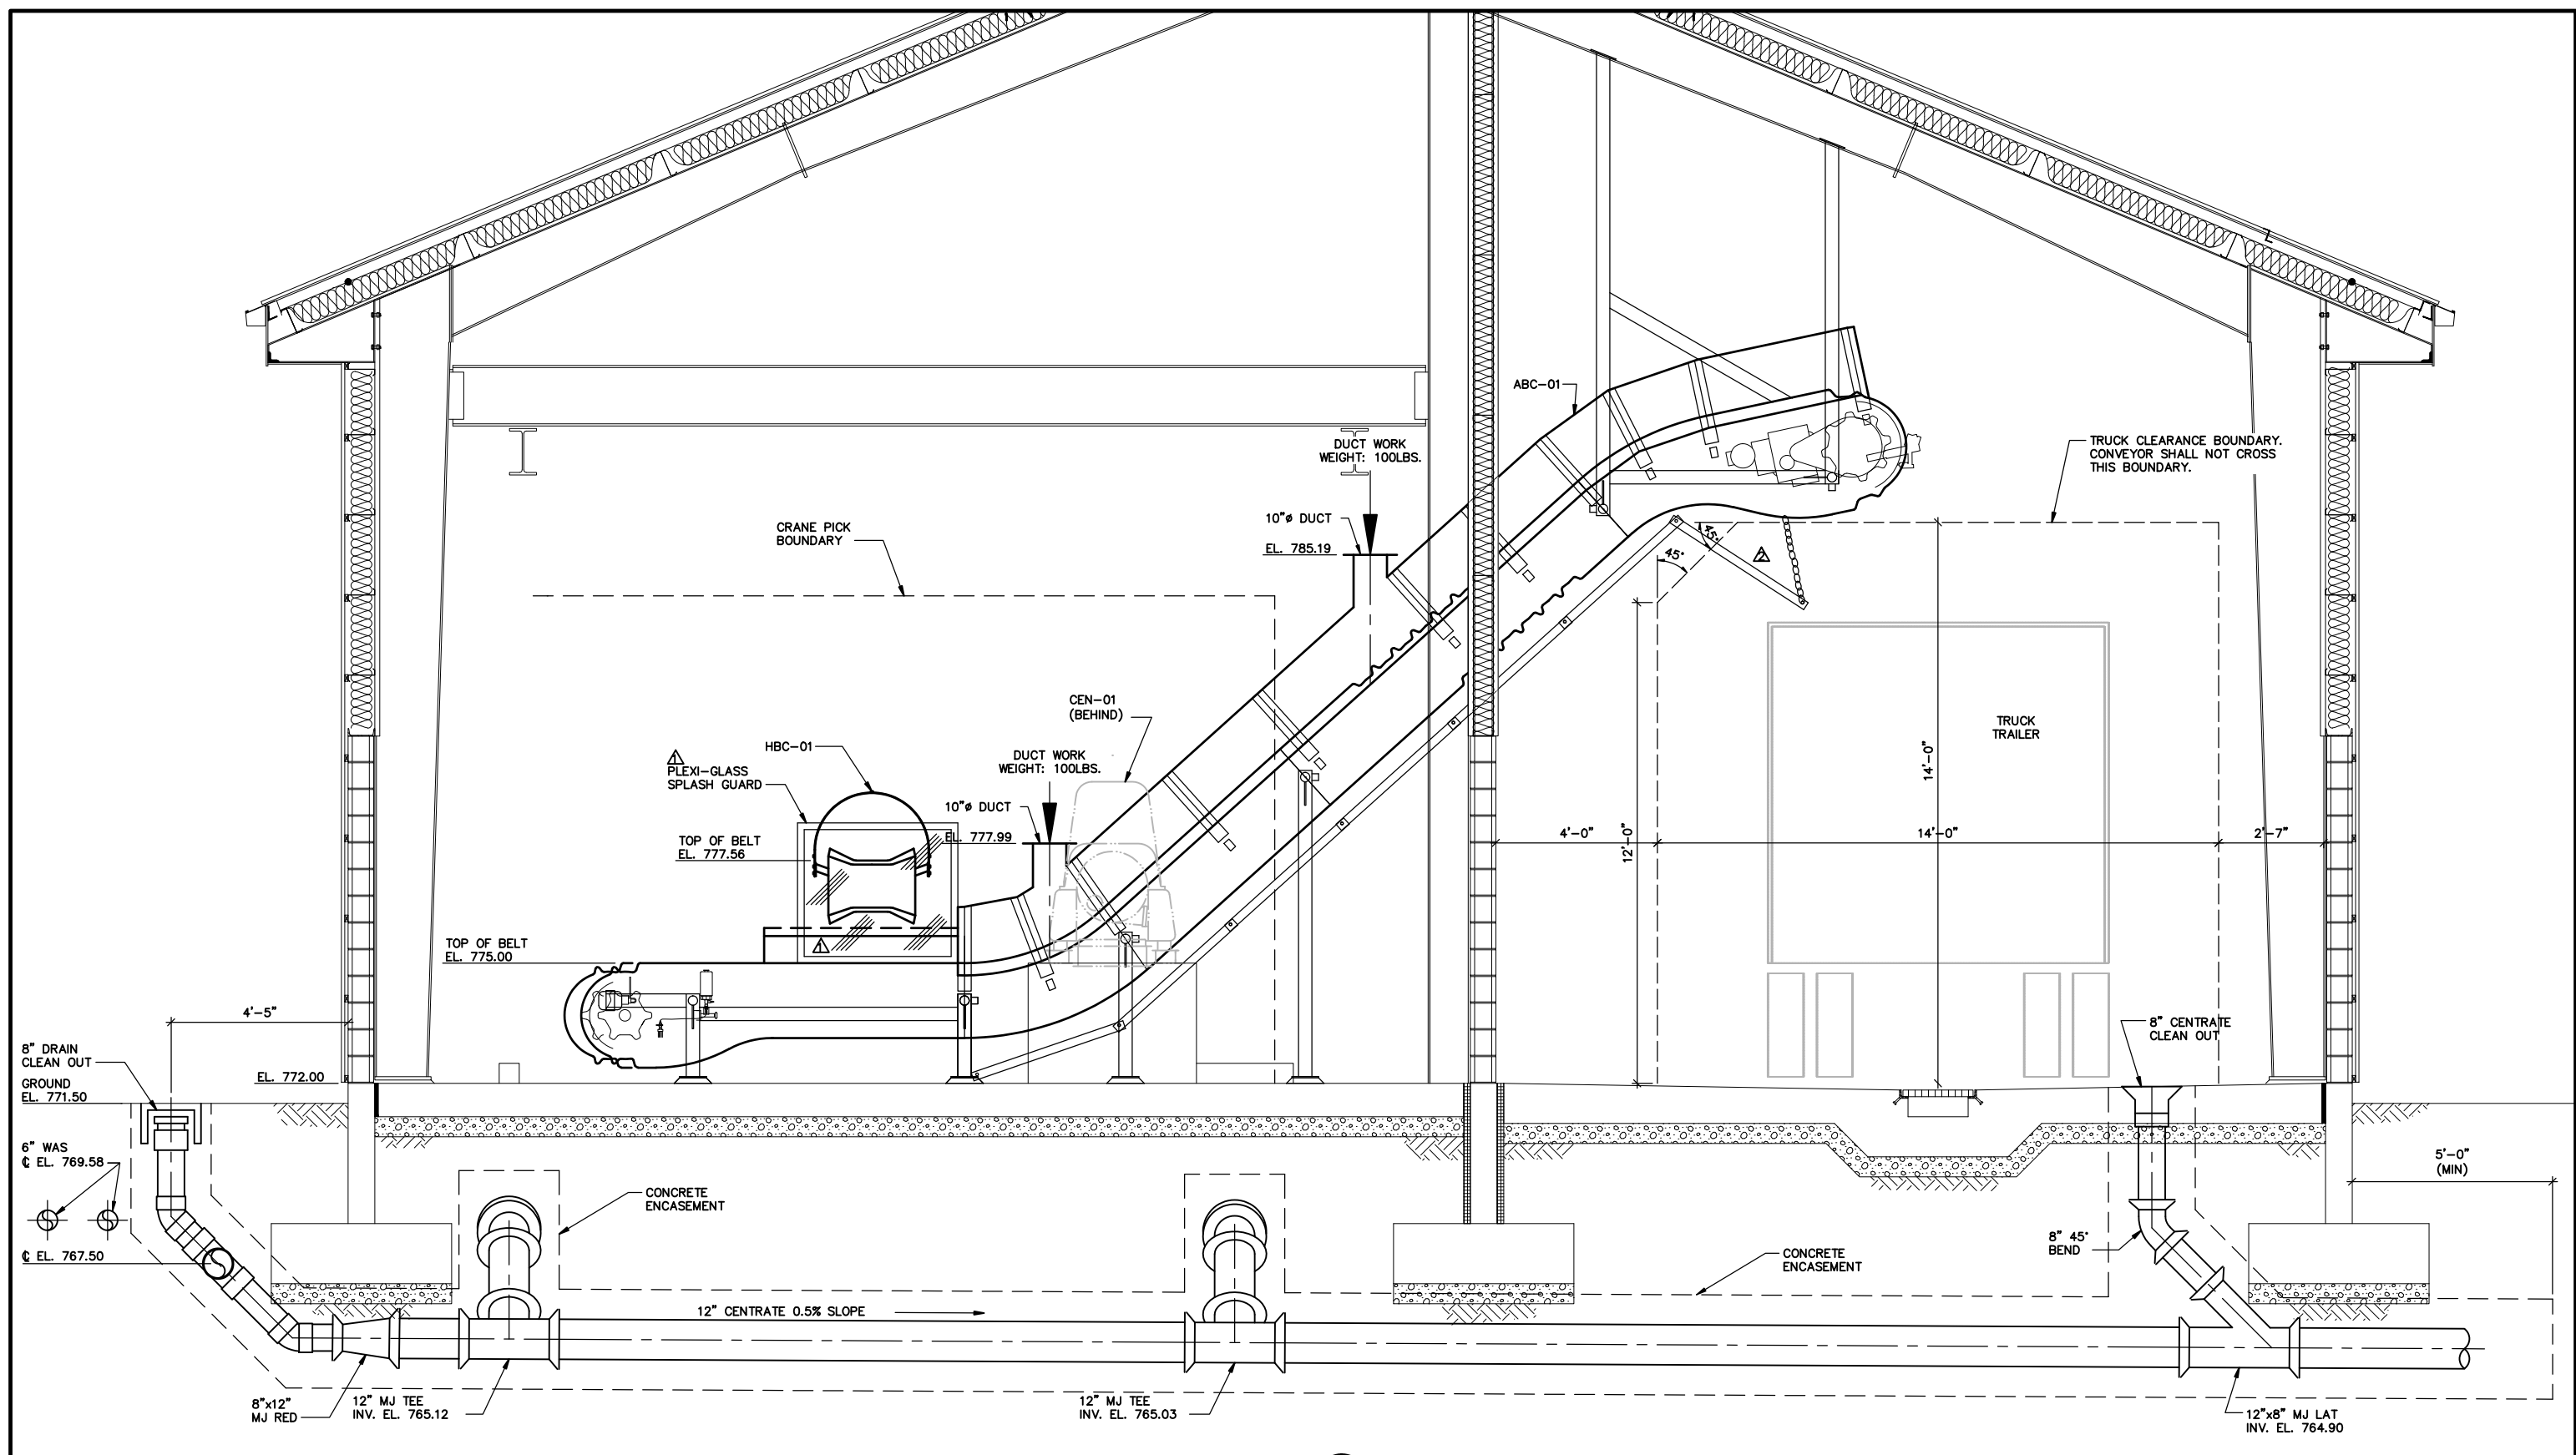 ABC-01
DUCT WORK
WEIGHT: 100LBS.
TRUCK CLEARANCE BOUNDARY.
CONVEYOR SHALL NOT CROSS
THIS BOUNDARY.
10"ø DUCT
EL. 785.19
CRANE PICK
BOUNDARY
45°
45°
2
CEN-01
(BEHIND)
TRUCK
TRAILER
HBC-01
1
PLEXI-GLASS
SPLASH GUARD
DUCT WORK
WEIGHT: 100LBS.
14'-0"
10"ø DUCT
EL. 777.99
TOP OF BELT
EL. 777.56
4'-0"
12'-0"
14'-0"
2'-7"
TOP OF BELT
EL. 775.00
1
4'-5"
8" CENTRATE
CLEAN OUT
8" DRAIN
CLEAN OUT
EL. 772.00
GROUND
EL. 771.50
6" WAS
℄ EL. 769.58
5'-0"
(MIN)
CONCRETE
ENCASEMENT
8" 45°
BEND
℄ EL. 767.50
CONCRETE
ENCASEMENT
12" CENTRATE 0.5% SLOPE
8"x12"
MJ RED
12" MJ TEE
INV. EL. 765.12
12" MJ TEE
INV. EL. 765.03
12"x8" MJ LAT
INV. EL. 764.90